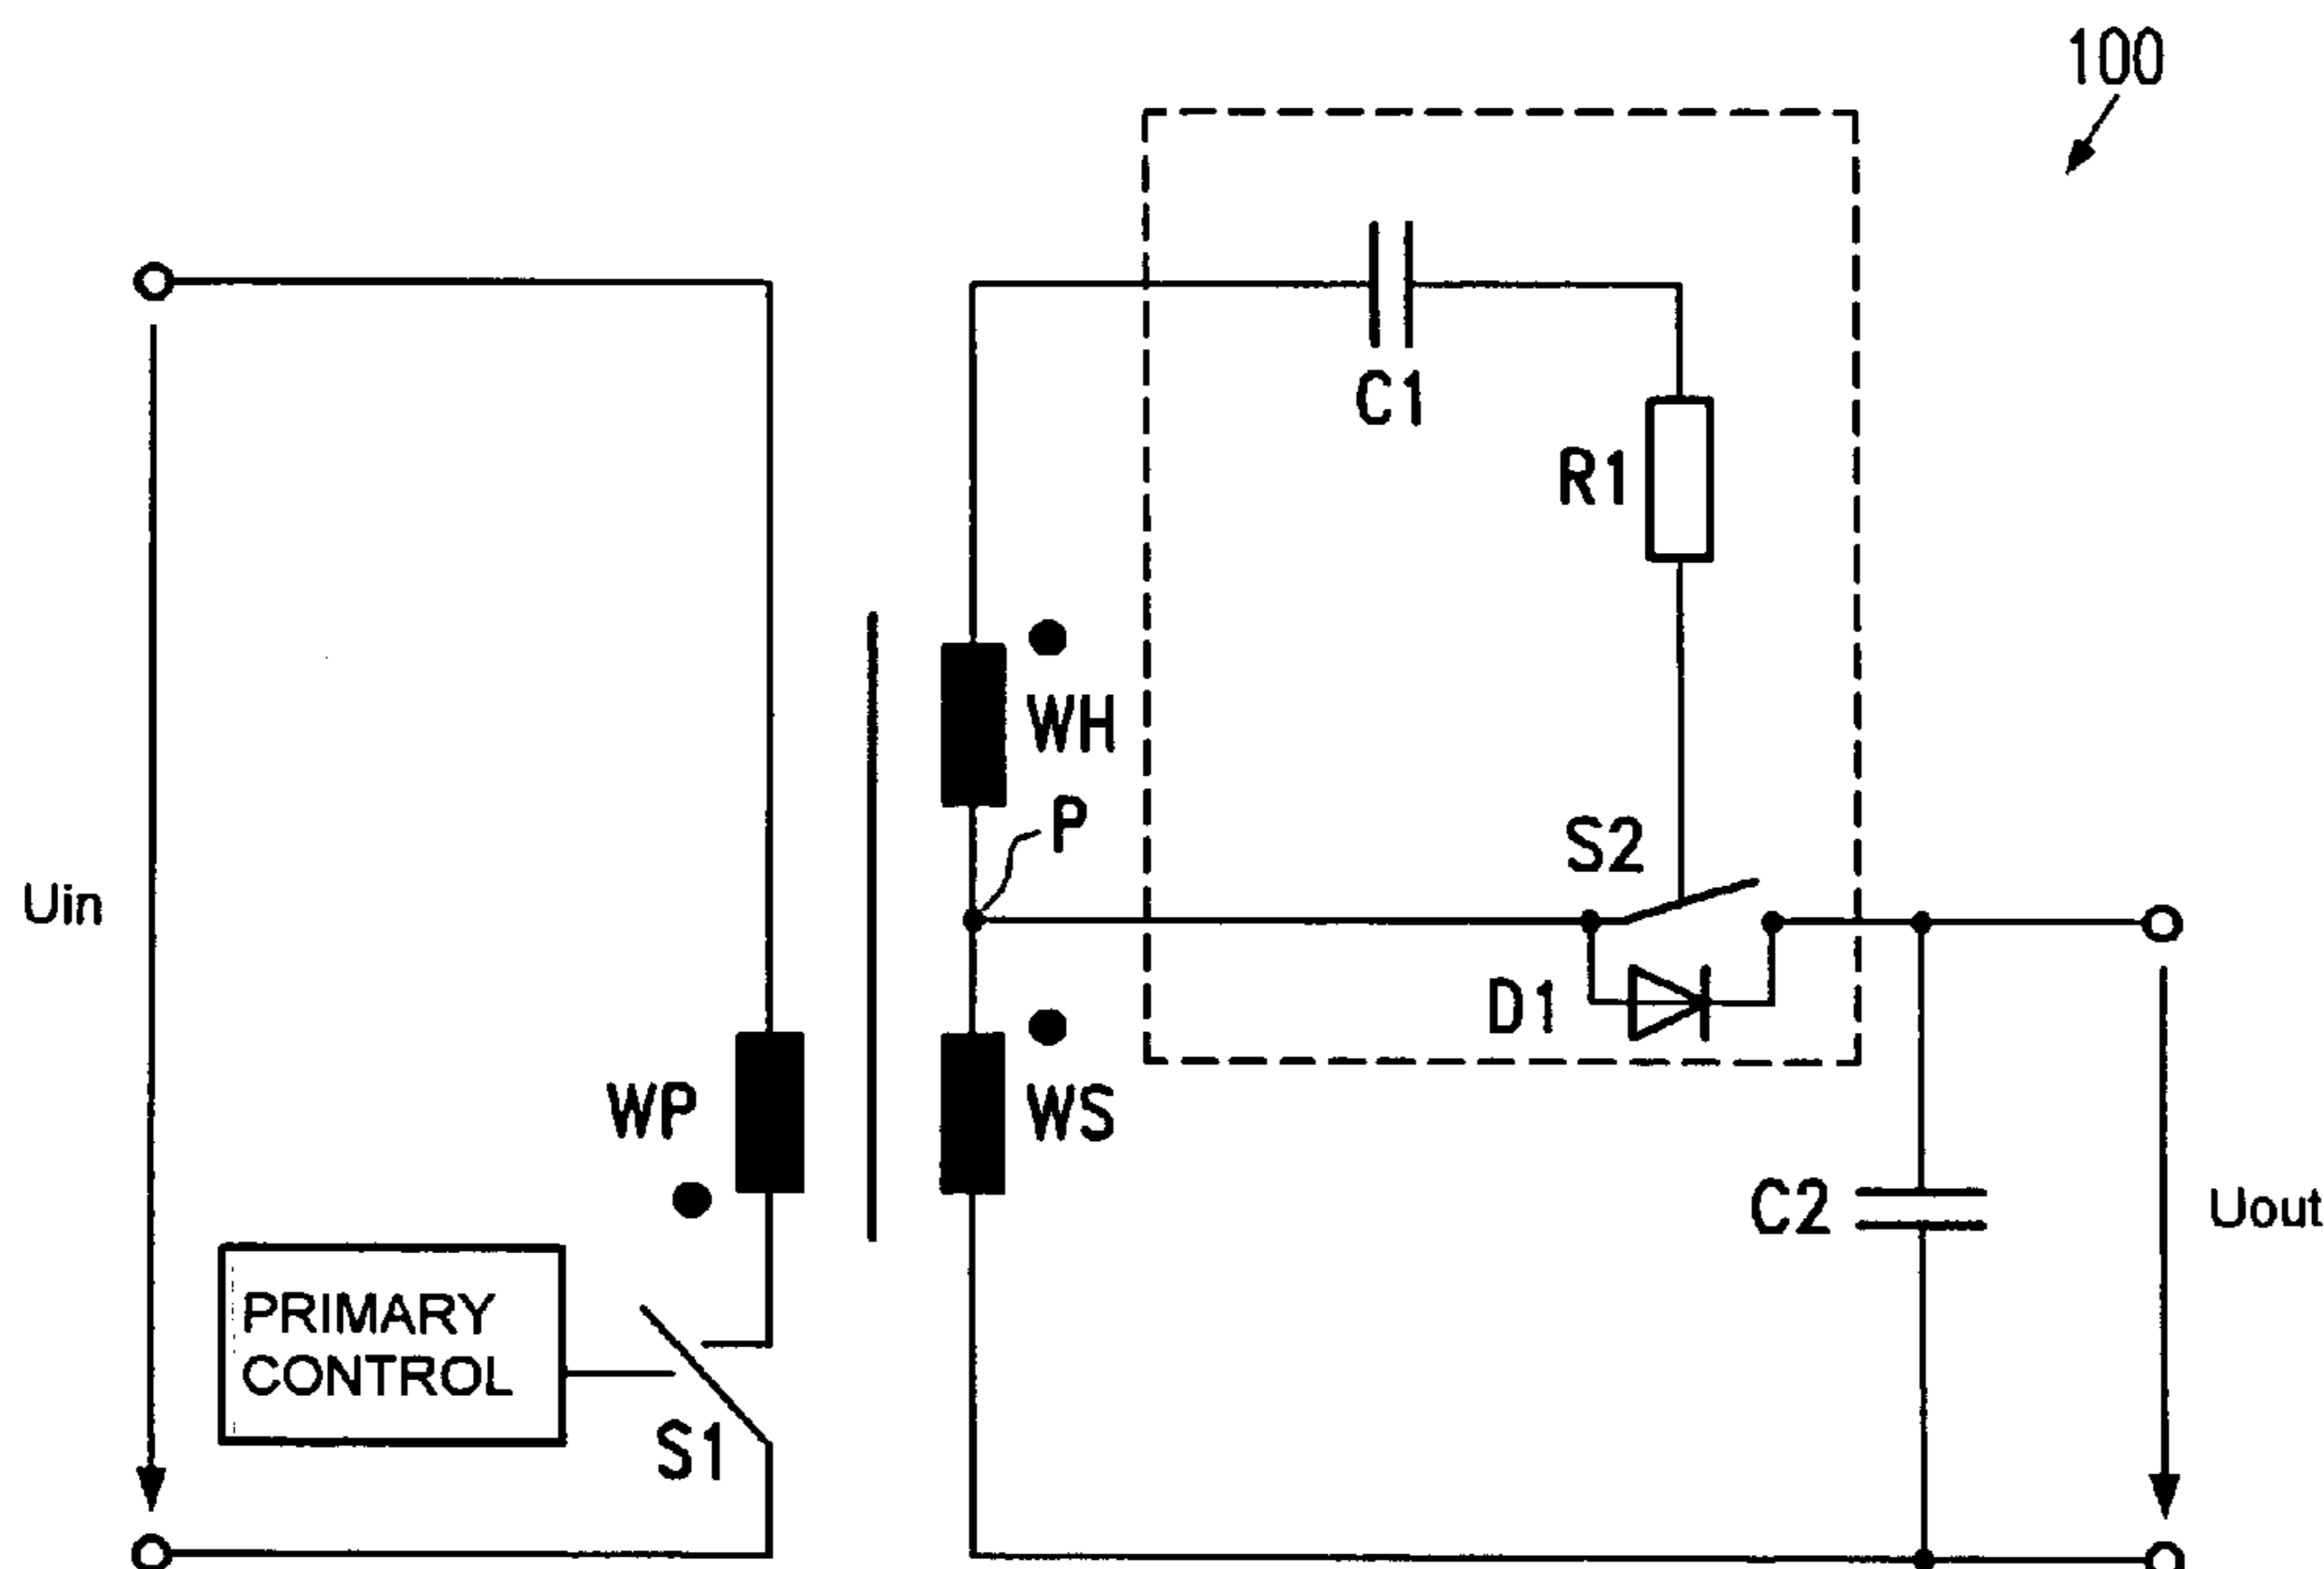 100
C1
R1
WH
P
S2
Uin
D1
WP
WS
C2
Uout
PRIMARY
CONTROL
S1